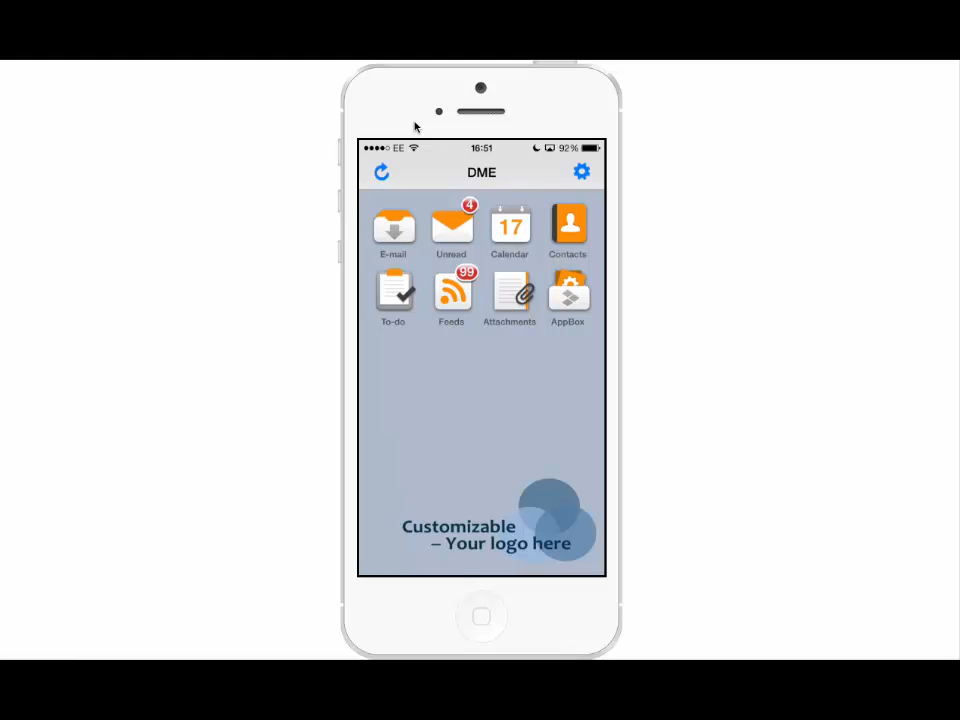 EE 16:51 92%
DME
4
17
E-mail Unread Calendar Contacts
99
To-do Feeds Attachments AppBox
Customizable
– Your logo here